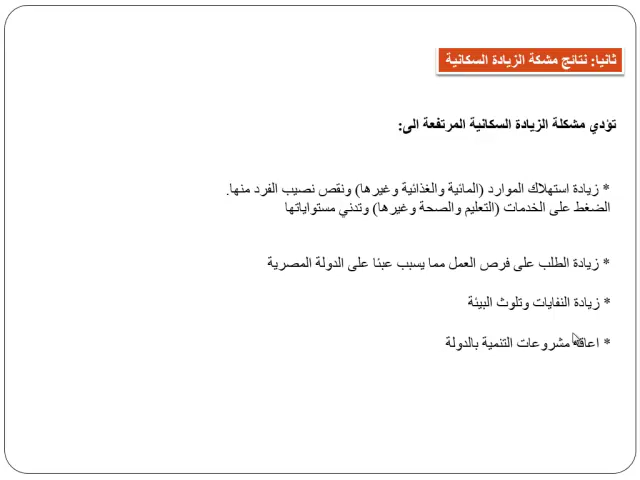 ثانيا: نتائج مشكة الزيادة السكانية
تؤدي مشكلة الزيادة السكانية المرتفعة الى:
* زيادة استهلاك الموارد (المائية والغذائية وغيرها) ونقص نصيب الفرد منها.
الضغط على الخدمات (التعليم والصحة وغيرها) وتدني مستواياتها
* زيادة الطلب على فرص العمل مما يسبب عبئا على الدولة المصرية
* زيادة النفايات وتلوث البيئة
* اعاقة مشروعات التنمية بالدولة